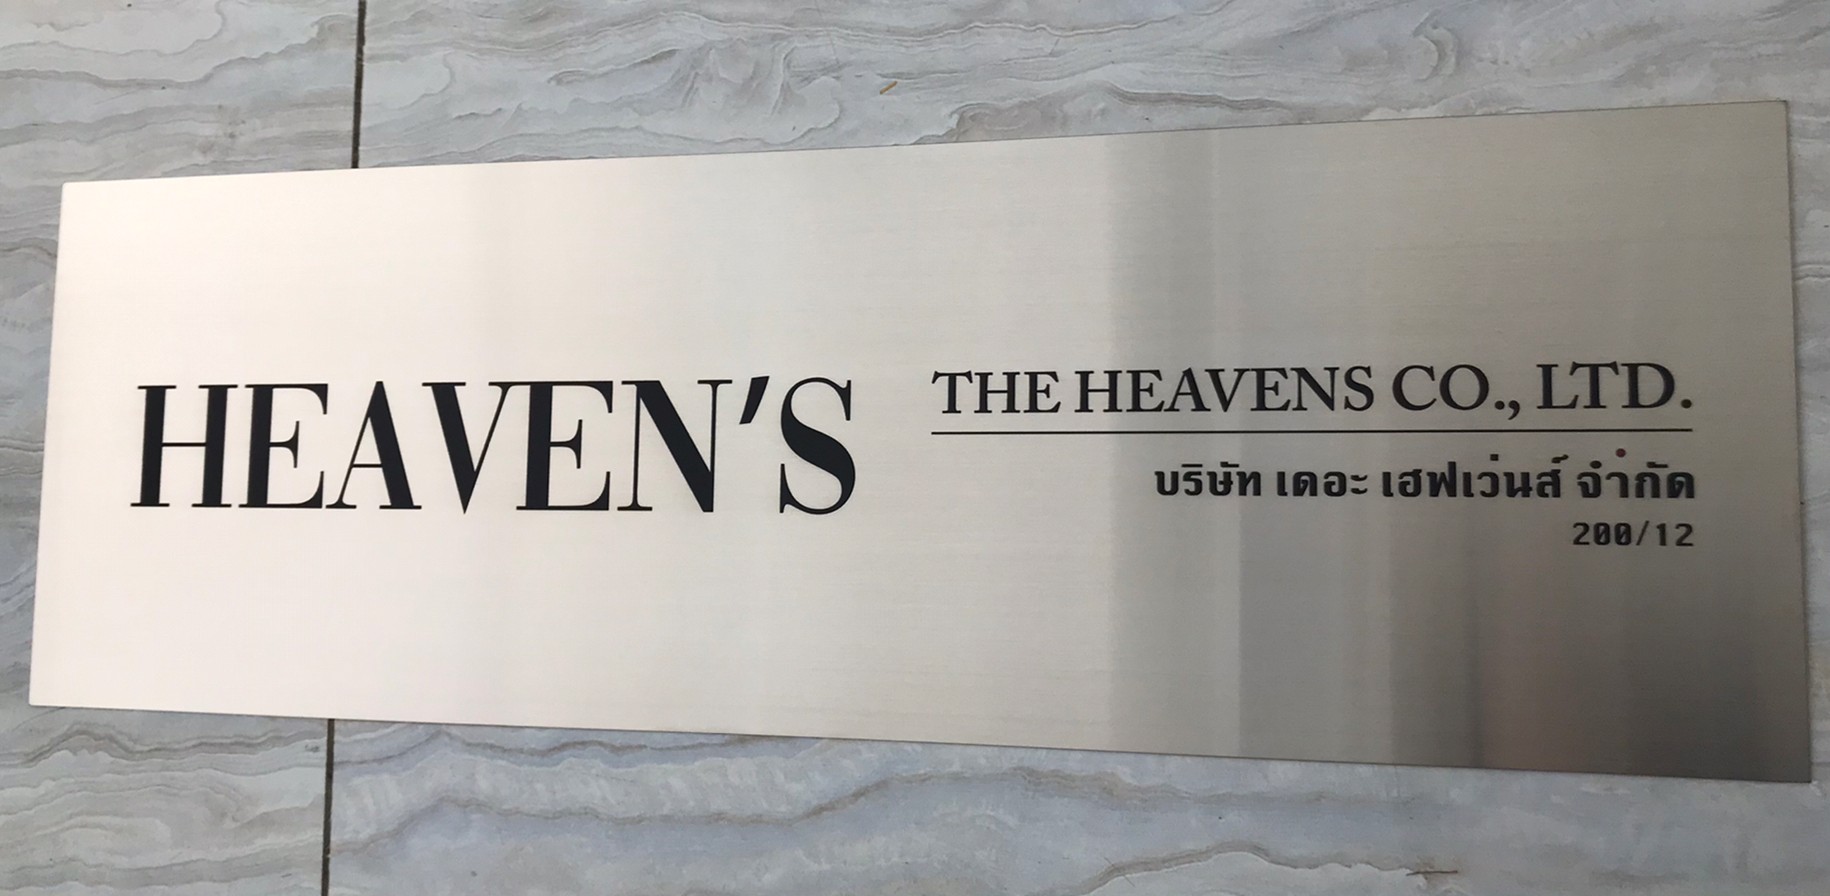 HEAVEN'S
THE HEAVENS CO., LTD.
บริษัท เดอะ เฮฟเว่นส์ จำกัด
200/12